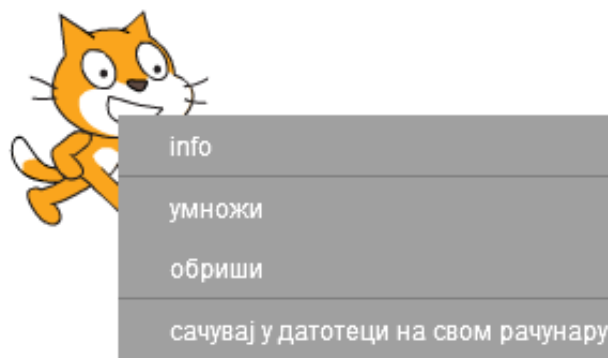 info
умножи
обриши
сачувај у датотеци на свом рачунару